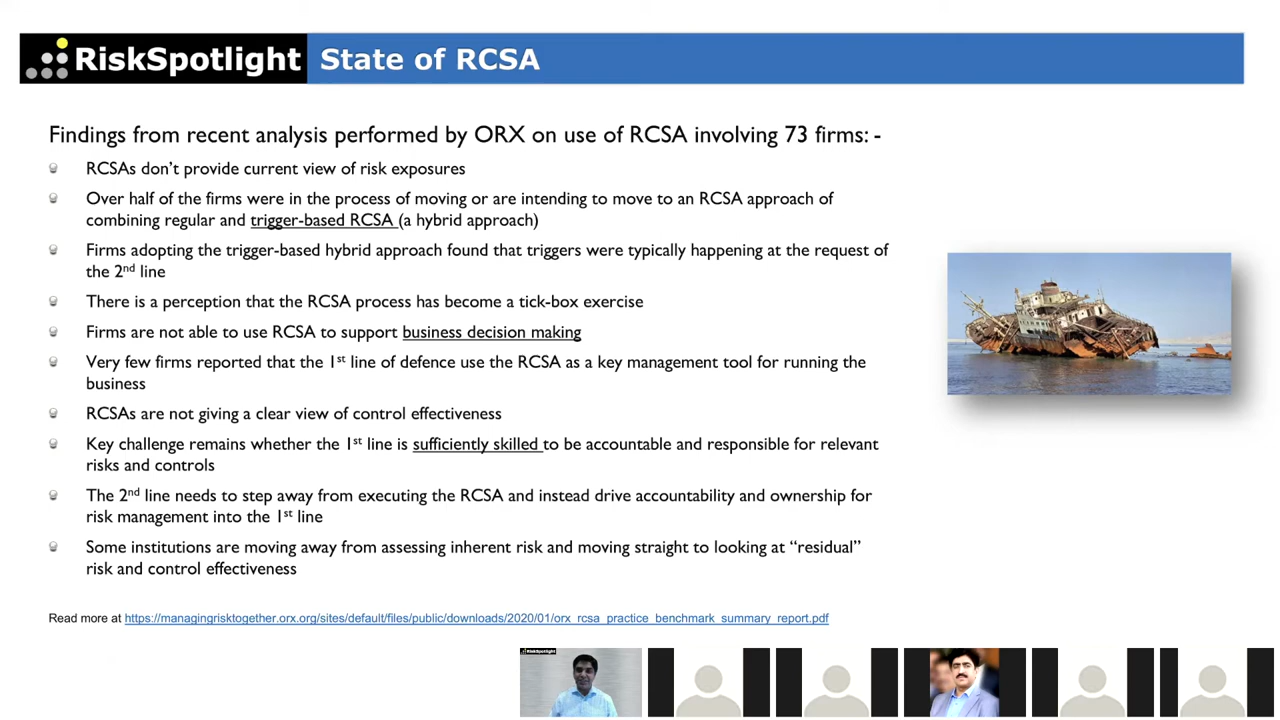 RiskSpotlight State of RCSA
Findings from recent analysis performed by ORX on use of RCSA involving 73 firms: -
RCSAs don't provide current view of risk exposures
Over half of the firms were in the process of moving or are intending to move to an RCSA approach of
combining regular and trigger-based RCSA (a hybrid approach)
Firms adopting the trigger-based hybrid approach found that triggers were typically happening at the request of
the 2nd line
There is a perception that the RCSA process has become a tick-box exercise
Firms are not able to use RCSA to support business decision making
Very few firms reported that the 1st line of defence use the RCSA as a key management tool for running the
business
RCSAs are not giving a clear view of control effectiveness
Key challenge remains whether the 1st line is sufficiently skilled to be accountable and responsible for relevant
risks and controls
The 2nd line needs to step away from executing the RCSA and instead drive accountability and ownership for
risk management into the 1st line
Some institutions are moving away from assessing inherent risk and moving straight to looking at “residual”
risk and control effectiveness
Read more at https://managingrisktogether.orx.org/sites/default/files/public/downloads/2020/01/orx_rcsa_practice_benchmark_summary_report.pdf
RiskSpotlight